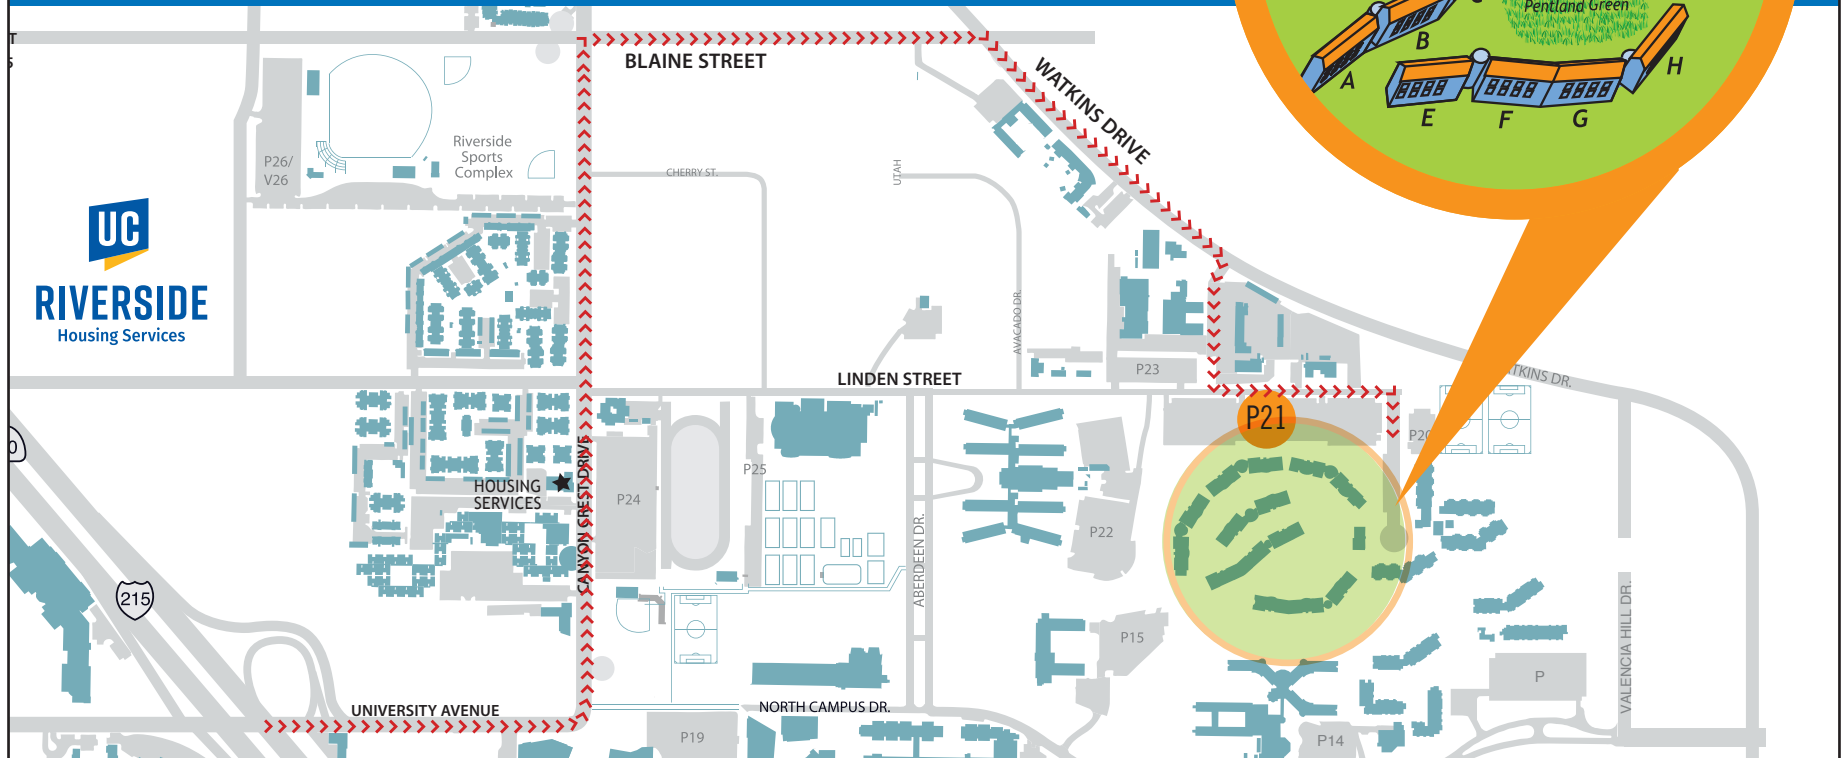 Pentland Green
C
B
A
E
F
G
H
T
S
BLAINE STREET
WATKINS DRIVE
P26/
V26
Riverside
Sports
Complex
CHERRY ST.
UTAH
UC
RIVERSIDE
Housing Services
AVACADO DR.
LINDEN STREET
P23
ATKINS DR.
P21
P20
0
HOUSING
SERVICES
CANYON CREST DRIVE
P24
P25
P22
ABERDEEN DR.
215
P15
VALENCIA HILL DR.
P
UNIVERSITY AVENUE
NORTH CAMPUS DR.
P19
P14